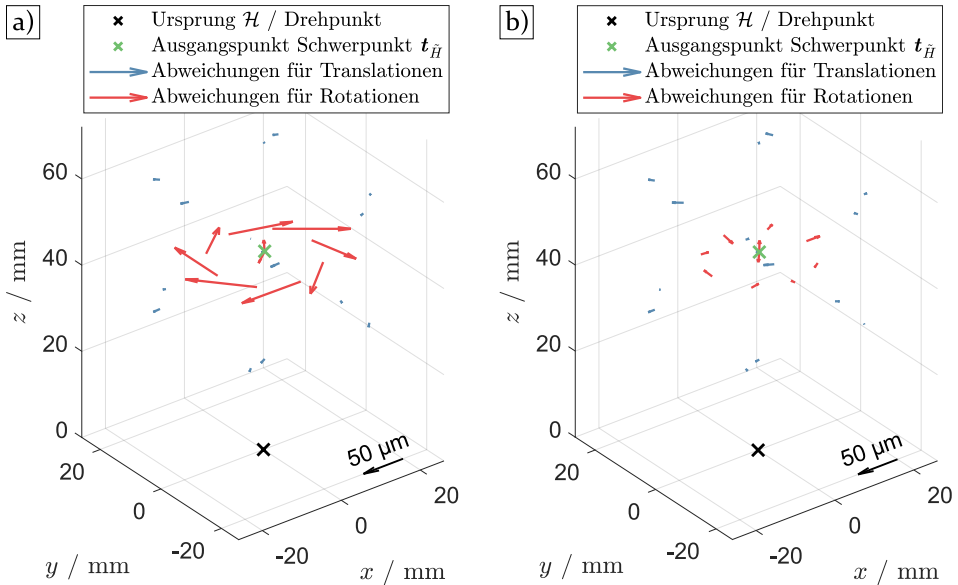 a)
Ursprung ℋ / Drehpunkt
Ausgangspunkt Schwerpunkt t_H̃
Abweichungen für Translationen
Abweichungen für Rotationen
60
40
20
0
z / mm
20
0
-20
y / mm
-20
0
20
x / mm
50 µm
b)
Ursprung ℋ / Drehpunkt
Ausgangspunkt Schwerpunkt t_H̃
Abweichungen für Translationen
Abweichungen für Rotationen
60
40
20
0
z / mm
20
0
-20
y / mm
-20
0
20
x / mm
50 µm